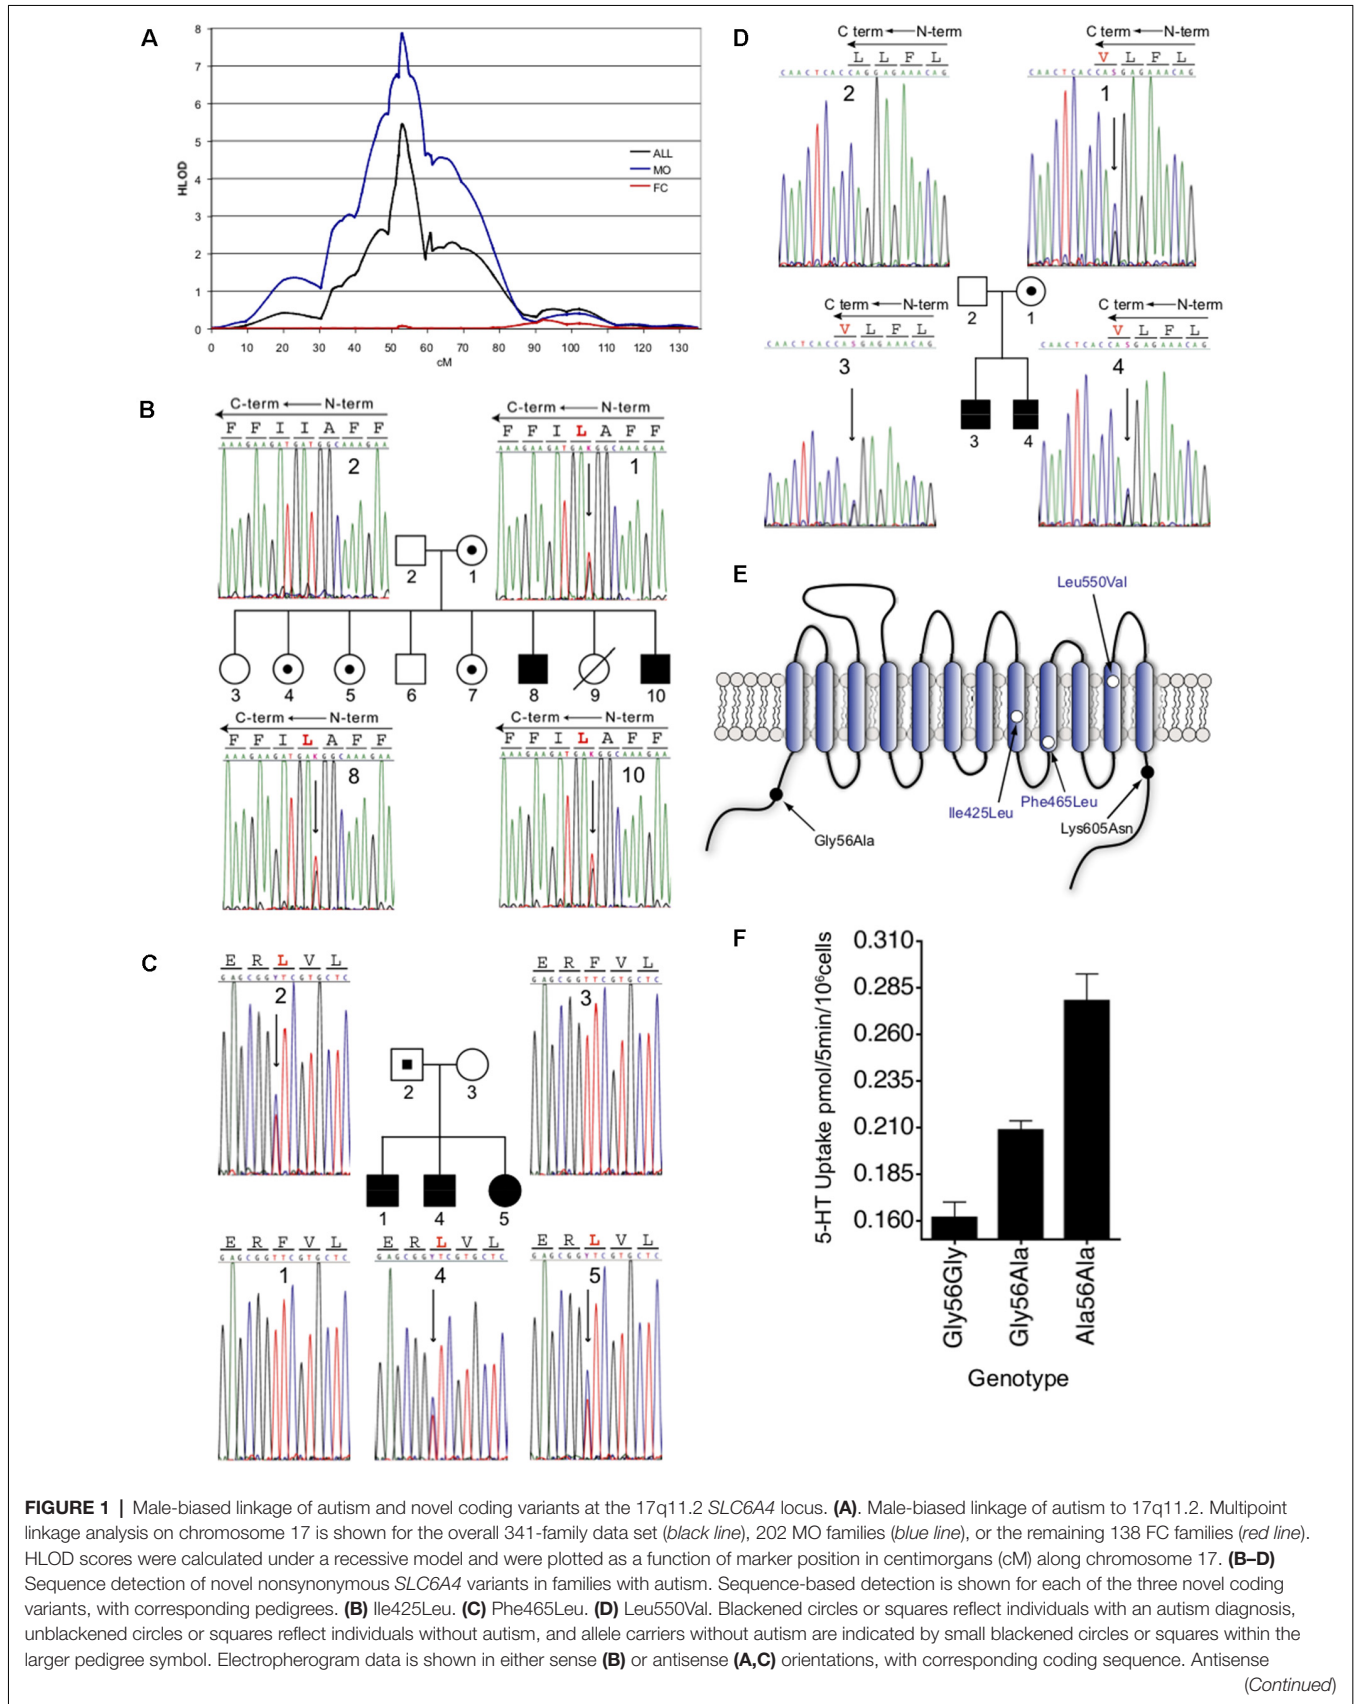 A
8
7
6
5
4
3
2
1
0
HLOD
ALL
MO
FC
0 10 20 30 40 50 60 70 80 90 100 110 120 130
cM
B
C-term N-term
F F I I A F F
A A A G A A G A T G A T G G C A A A G A A
2
C-term N-term
F F I L A F F
A A A G A A G A T G A K G G C A A A G A A
1
2 1
3 4 5 6 7 8 9 10
C-term N-term
F F I L A F F
A A A G A A G A T G A K G G C A A A G A A
8
C-term N-term
F F I L A F F
A A A G A A G A T G A K G G C A A A G A A
10
C
E R L V L
G A G C G G Y T C G T G C T C
2
E R F V L
G A G C G G T T C G T G C T C
3
2 3
1 4 5
E R F V L
G A G C G G T T C G T G C T C
1
E R L V L
G A G C G G Y T C G T G C T C
4
E R L V L
G A G C G G Y T C G T G C T C
5
D
C term N-term
L L F L
C A A C T C A C C A G G A G A A A C A G
2
C term N-term
V L F L
C A A C T C A C C A S G A G A A A C A G
1
2 1
3 4
C term N-term
V L F L
C A A C T C A C C A S G A G A A A C A G
3
C term N-term
V L F L
C A A C T C A C C A S G A G A A A C A G
4
E
Leu550Val
Ile425Leu
Phe465Leu
Lys605Asn
Gly56Ala
F
5-HT Uptake pmol/5min/10⁶cells
0.310
0.285
0.260
0.235
0.210
0.185
0.160
Gly56Gly
Gly56Ala
Ala56Ala
Genotype
FIGURE 1 | Male-biased linkage of autism and novel coding variants at the 17q11.2 SLC6A4 locus. (A). Male-biased linkage of autism to 17q11.2. Multipoint
linkage analysis on chromosome 17 is shown for the overall 341-family data set (black line), 202 MO families (blue line), or the remaining 138 FC families (red line).
HLOD scores were calculated under a recessive model and were plotted as a function of marker position in centimorgans (cM) along chromosome 17. (B–D)
Sequence detection of novel nonsynonymous SLC6A4 variants in families with autism. Sequence-based detection is shown for each of the three novel coding
variants, with corresponding pedigrees. (B) Ile425Leu. (C) Phe465Leu. (D) Leu550Val. Blackened circles or squares reflect individuals with an autism diagnosis,
unblackened circles or squares reflect individuals without autism, and allele carriers without autism are indicated by small blackened circles or squares within the
larger pedigree symbol. Electropherogram data is shown in either sense (B) or antisense (A,C) orientations, with corresponding coding sequence. Antisense
(Continued)